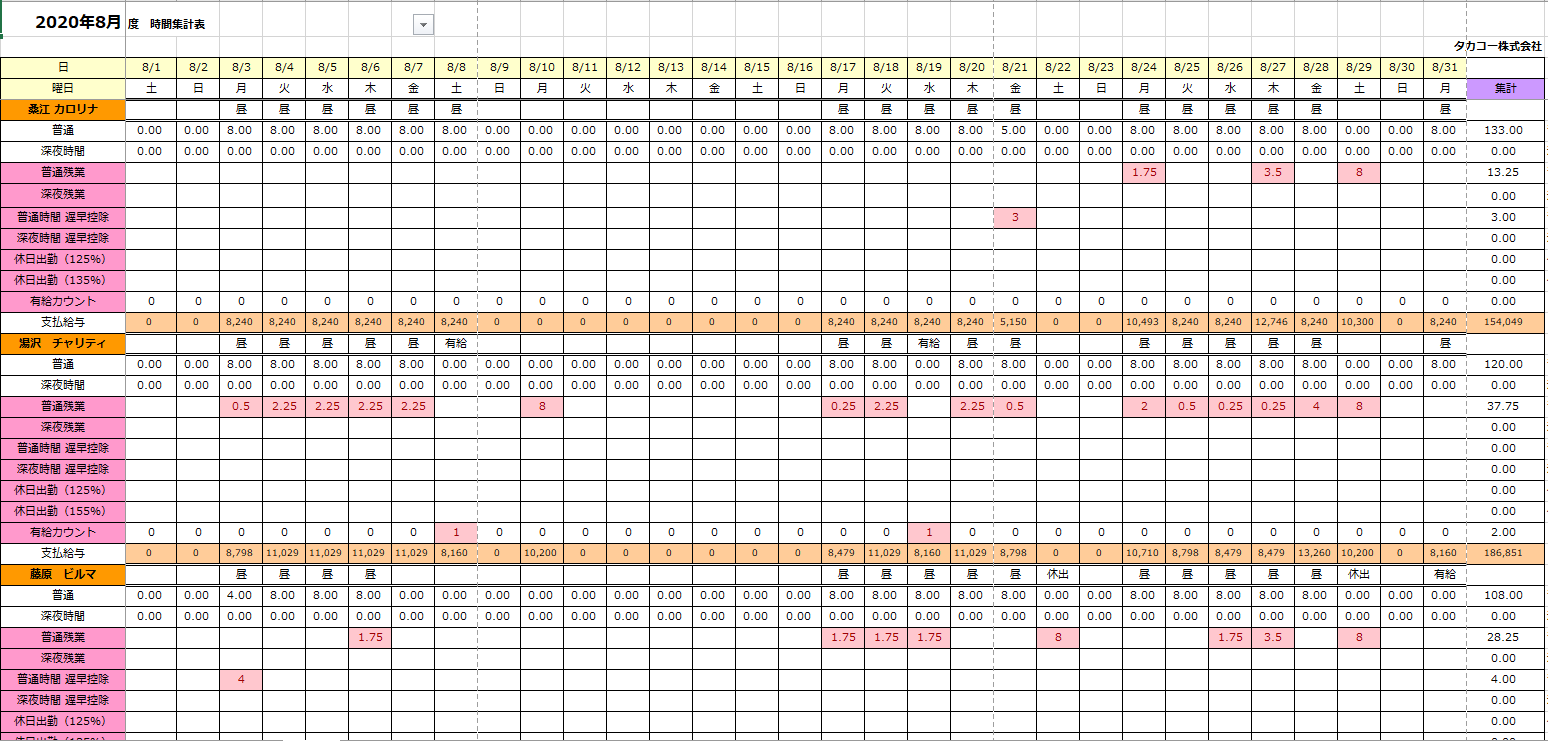 2020年8月 度 時間集計表
タカコー株式会社
日 8/1 8/2 8/3 8/4 8/5 8/6 8/7 8/8 8/9 8/10 8/11 8/12 8/13 8/14 8/15 8/16 8/17 8/18 8/19 8/20 8/21 8/22 8/23 8/24 8/25 8/26 8/27 8/28 8/29 8/30 8/31
曜日 土 日 月 火 水 木 金 土 日 月 火 水 木 金 土 日 月 火 水 木 金 土 日 月 火 水 木 金 土 日 月 集計
桑江 カロリナ 昼 昼 昼 昼 昼 昼 昼 昼 昼 昼 昼 昼 昼 昼 昼 昼 昼
普通 0.00 0.00 8.00 8.00 8.00 8.00 8.00 8.00 0.00 0.00 0.00 0.00 0.00 0.00 0.00 0.00 8.00 8.00 8.00 8.00 5.00 0.00 0.00 8.00 8.00 8.00 8.00 8.00 0.00 0.00 8.00 133.00
深夜時間 0.00 0.00 0.00 0.00 0.00 0.00 0.00 0.00 0.00 0.00 0.00 0.00 0.00 0.00 0.00 0.00 0.00 0.00 0.00 0.00 0.00 0.00 0.00 0.00 0.00 0.00 0.00 0.00 0.00 0.00 0.00 0.00
普通残業 1.75 3.5 8 13.25
深夜残業 0.00
普通時間 遅早控除 3 3.00
深夜時間 遅早控除 0.00
休日出勤（125%） 0.00
休日出勤（135%） 0.00
有給カウント 0 0 0 0 0 0 0 0 0 0 0 0 0 0 0 0 0 0 0 0 0 0 0 0 0 0 0 0 0 0 0 0.00
支払給与 0 0 8,240 8,240 8,240 8,240 8,240 8,240 0 0 0 0 0 0 0 0 8,240 8,240 8,240 8,240 5,150 0 0 10,493 8,240 8,240 12,746 8,240 10,300 0 8,240 154,049
湯沢 チャリティ 昼 昼 昼 昼 昼 有給 昼 昼 有給 昼 昼 昼 昼 昼 昼 昼 昼
普通 0.00 0.00 8.00 8.00 8.00 8.00 8.00 0.00 0.00 0.00 0.00 0.00 0.00 0.00 0.00 0.00 8.00 8.00 0.00 8.00 8.00 0.00 0.00 8.00 8.00 8.00 8.00 8.00 0.00 0.00 8.00 120.00
深夜時間 0.00 0.00 0.00 0.00 0.00 0.00 0.00 0.00 0.00 0.00 0.00 0.00 0.00 0.00 0.00 0.00 0.00 0.00 0.00 0.00 0.00 0.00 0.00 0.00 0.00 0.00 0.00 0.00 0.00 0.00 0.00 0.00
普通残業 0.5 2.25 2.25 2.25 2.25 8 0.25 2.25 2.25 0.5 2 0.5 0.25 0.25 4 8 37.75
深夜残業 0.00
普通時間 遅早控除 0.00
深夜時間 遅早控除 0.00
休日出勤（125%） 0.00
休日出勤（155%） 0.00
有給カウント 0 0 0 0 0 0 0 1 0 0 0 0 0 0 0 0 0 0 1 0 0 0 0 0 0 0 0 0 0 0 0 2.00
支払給与 0 0 8,798 11,029 11,029 11,029 11,029 8,160 0 10,200 0 0 0 0 0 0 8,479 11,029 8,160 11,029 8,798 0 0 10,710 8,798 8,479 8,479 13,260 10,200 0 8,160 186,851
藤原 ビルマ 昼 昼 昼 昼 昼 昼 昼 昼 昼 休出 昼 昼 昼 昼 昼 休出 有給
普通 0.00 0.00 4.00 8.00 8.00 8.00 0.00 0.00 0.00 0.00 0.00 0.00 0.00 0.00 0.00 0.00 8.00 8.00 8.00 8.00 8.00 0.00 0.00 8.00 8.00 8.00 8.00 8.00 0.00 0.00 0.00 108.00
深夜時間 0.00 0.00 0.00 0.00 0.00 0.00 0.00 0.00 0.00 0.00 0.00 0.00 0.00 0.00 0.00 0.00 0.00 0.00 0.00 0.00 0.00 0.00 0.00 0.00 0.00 0.00 0.00 0.00 0.00 0.00 0.00 0.00
普通残業 1.75 1.75 1.75 1.75 8 1.75 3.5 8 28.25
深夜残業 0.00
普通時間 遅早控除 4 4.00
深夜時間 遅早控除 0.00
休日出勤（125%） 0.00